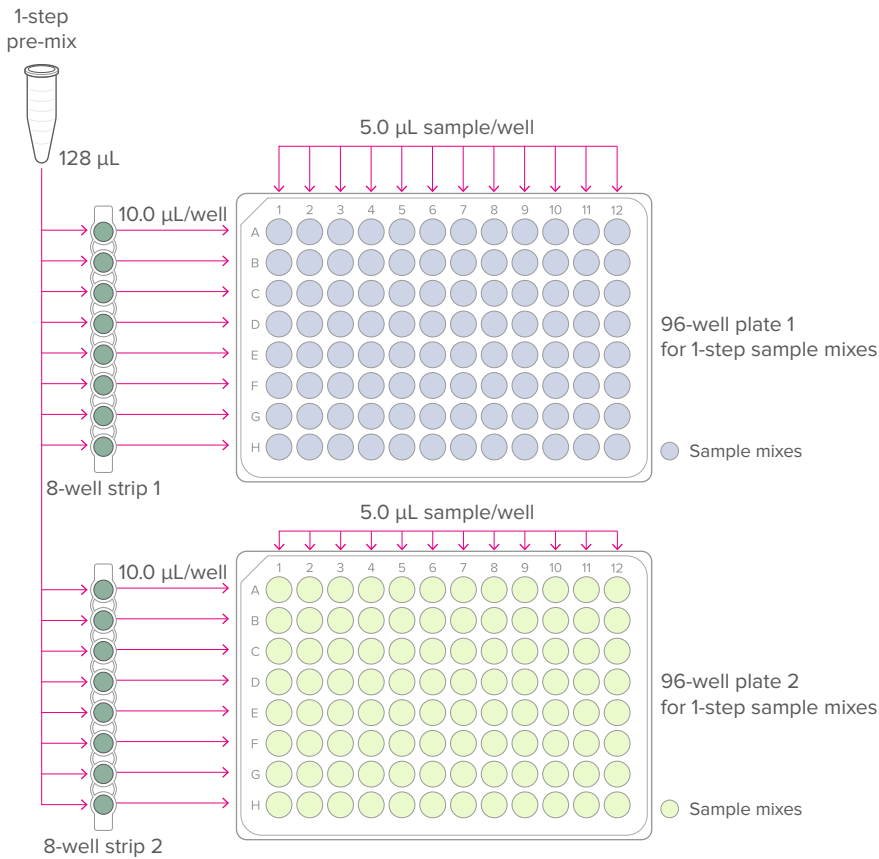 1-step
pre-mix
128 µL
5.0 µL sample/well
10.0 µL/well
1 2 3 4 5 6 7 8 9 10 11 12
A
B
C
D
E
F
G
H
96-well plate 1
for 1-step sample mixes
Sample mixes
8-well strip 1
5.0 µL sample/well
10.0 µL/well
1 2 3 4 5 6 7 8 9 10 11 12
A
B
C
D
E
F
G
H
96-well plate 2
for 1-step sample mixes
Sample mixes
8-well strip 2